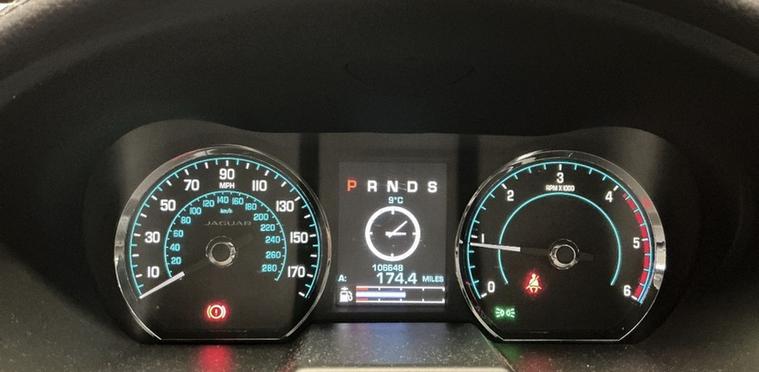 10 30 50 70 90 110 130 150 170
MPH
20 40 60 80 100 120 140 160 180 200 220 240 260 280
km/h
JAGUAR
P R N D S
9°C
106648
A: 174.4 MILES
0 1 2 3 4 5 6
RPM X1000